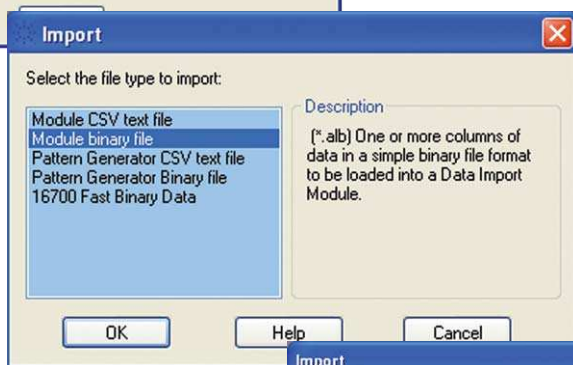 Import
Select the file type to import:
Module CSV text file
Module binary file
Pattern Generator CSV text file
Pattern Generator Binary file
16700 Fast Binary Data
Description
(*.alb) One or more columns of
data in a simple binary file format
to be loaded into a Data Import
Module.
OK
Help
Cancel
Import